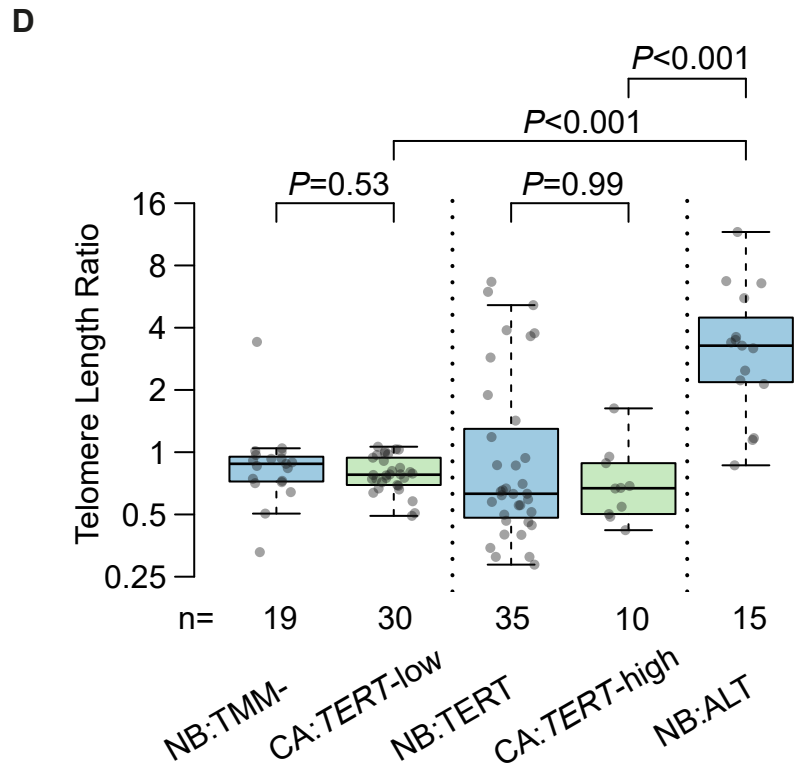 D
P<0.001
P<0.001
P=0.53
P=0.99
Telomere Length Ratio
16
8
4
2
1
0.5
0.25
n= 19 30 35 10 15
NB:TMM-
CA:TERT-low
NB:TERT
CA:TERT-high
NB:ALT